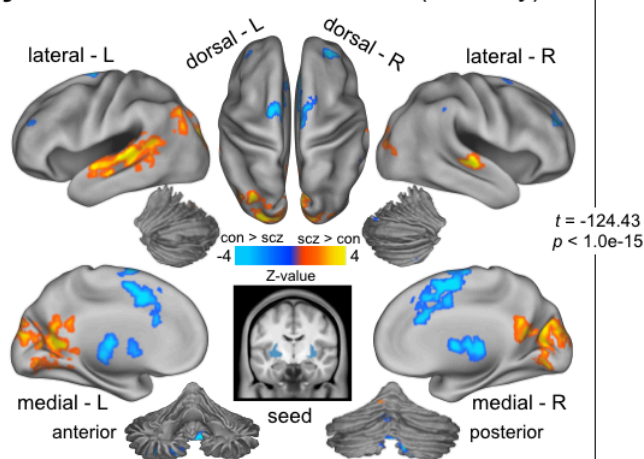 lateral - L
dorsal - L
dorsal - R
lateral - R
con > scz
scz > con
-4
4
Z-value
t = -124.43
p < 1.0e-15
medial - L
seed
medial - R
anterior
posterior